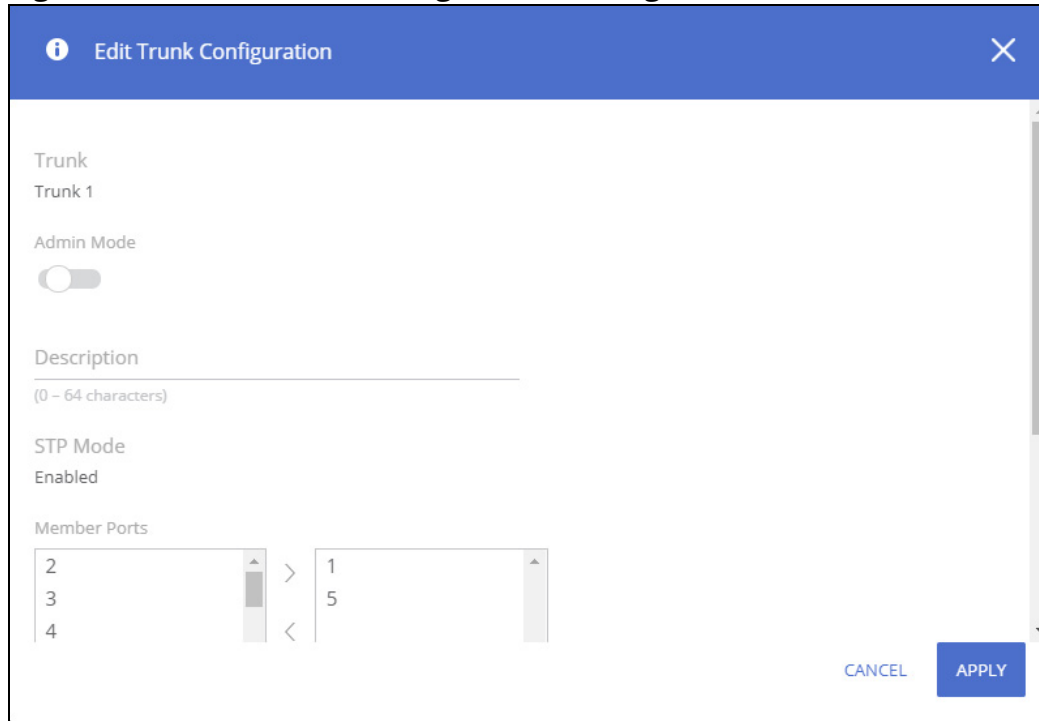 Edit Trunk Configuration
Trunk
Trunk 1
Admin Mode
Description
(0 – 64 characters)
STP Mode
Enabled
Member Ports
2
3
4
>
<
1
5
CANCEL
APPLY